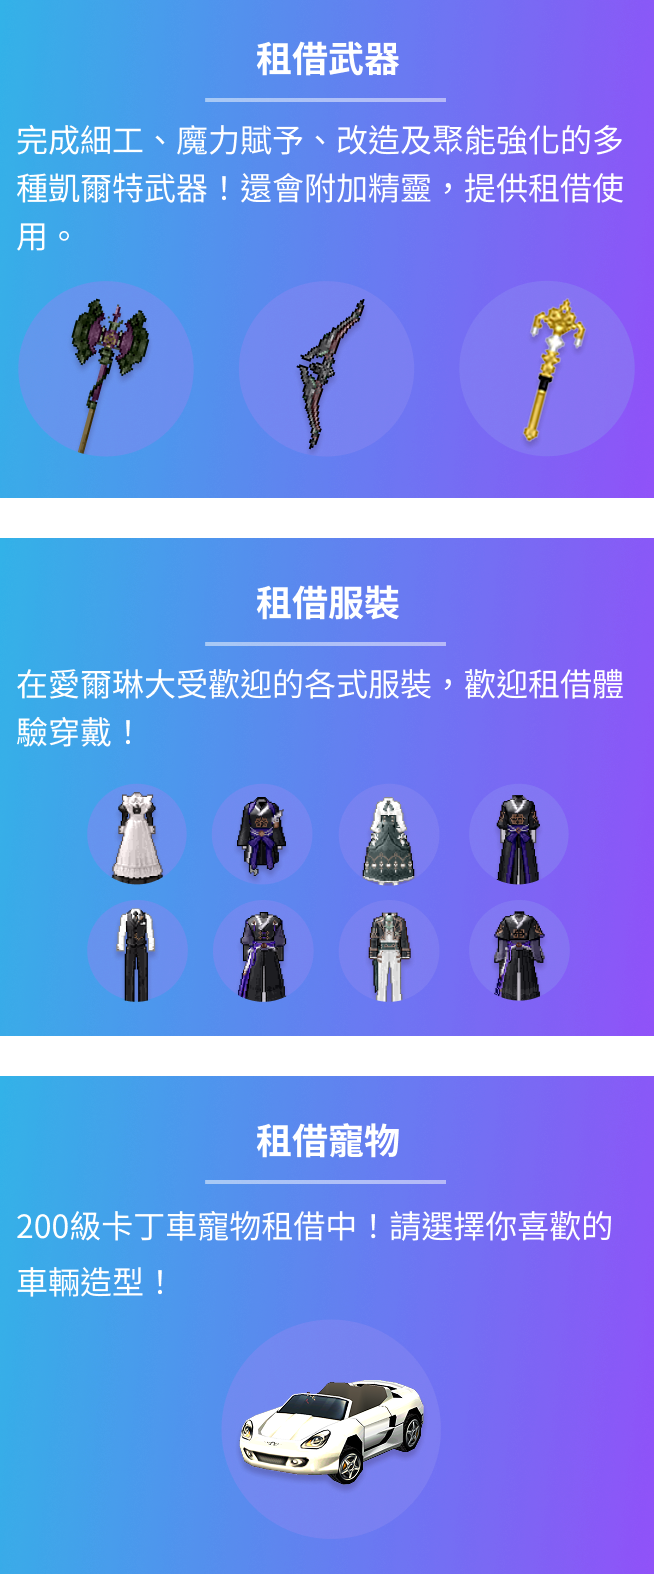 租借武器
完成細工、魔力賦予、改造及聚能強化的多
種凱爾特武器！還會附加精靈，提供租借使
用。
租借服裝
在愛爾琳大受歡迎的各式服裝，歡迎租借體
驗穿戴！
租借寵物
200級卡丁車寵物租借中！請選擇你喜歡的
車輛造型！